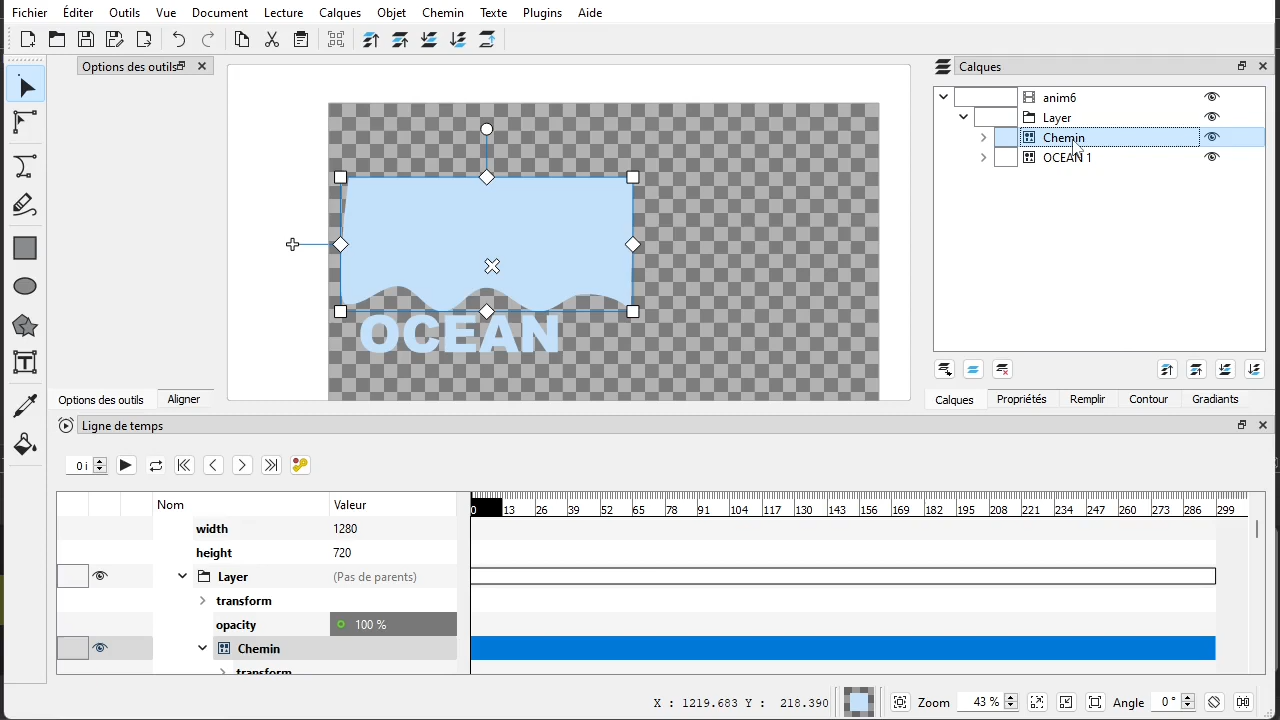 Fichier Éditer Outils Vue Document Lecture Calques Objet Chemin Texte Plugins Aide
Options des outils
Calques
anim6
Layer
Chemin
OCEAN 1
OCEAN
Options des outils Aligner
Calques Propriétés Remplir Contour Gradiants
Ligne de temps
0 i
Nom Valeur
0 13 26 39 52 65 78 91 104 117 130 143 156 169 182 195 208 221 234 247 260 273 286 299
width 1280
height 720
Layer (Pas de parents)
transform
opacity 100 %
Chemin
transform
X : 1219.683 Y : 218.390 Zoom 43 % Angle 0 °